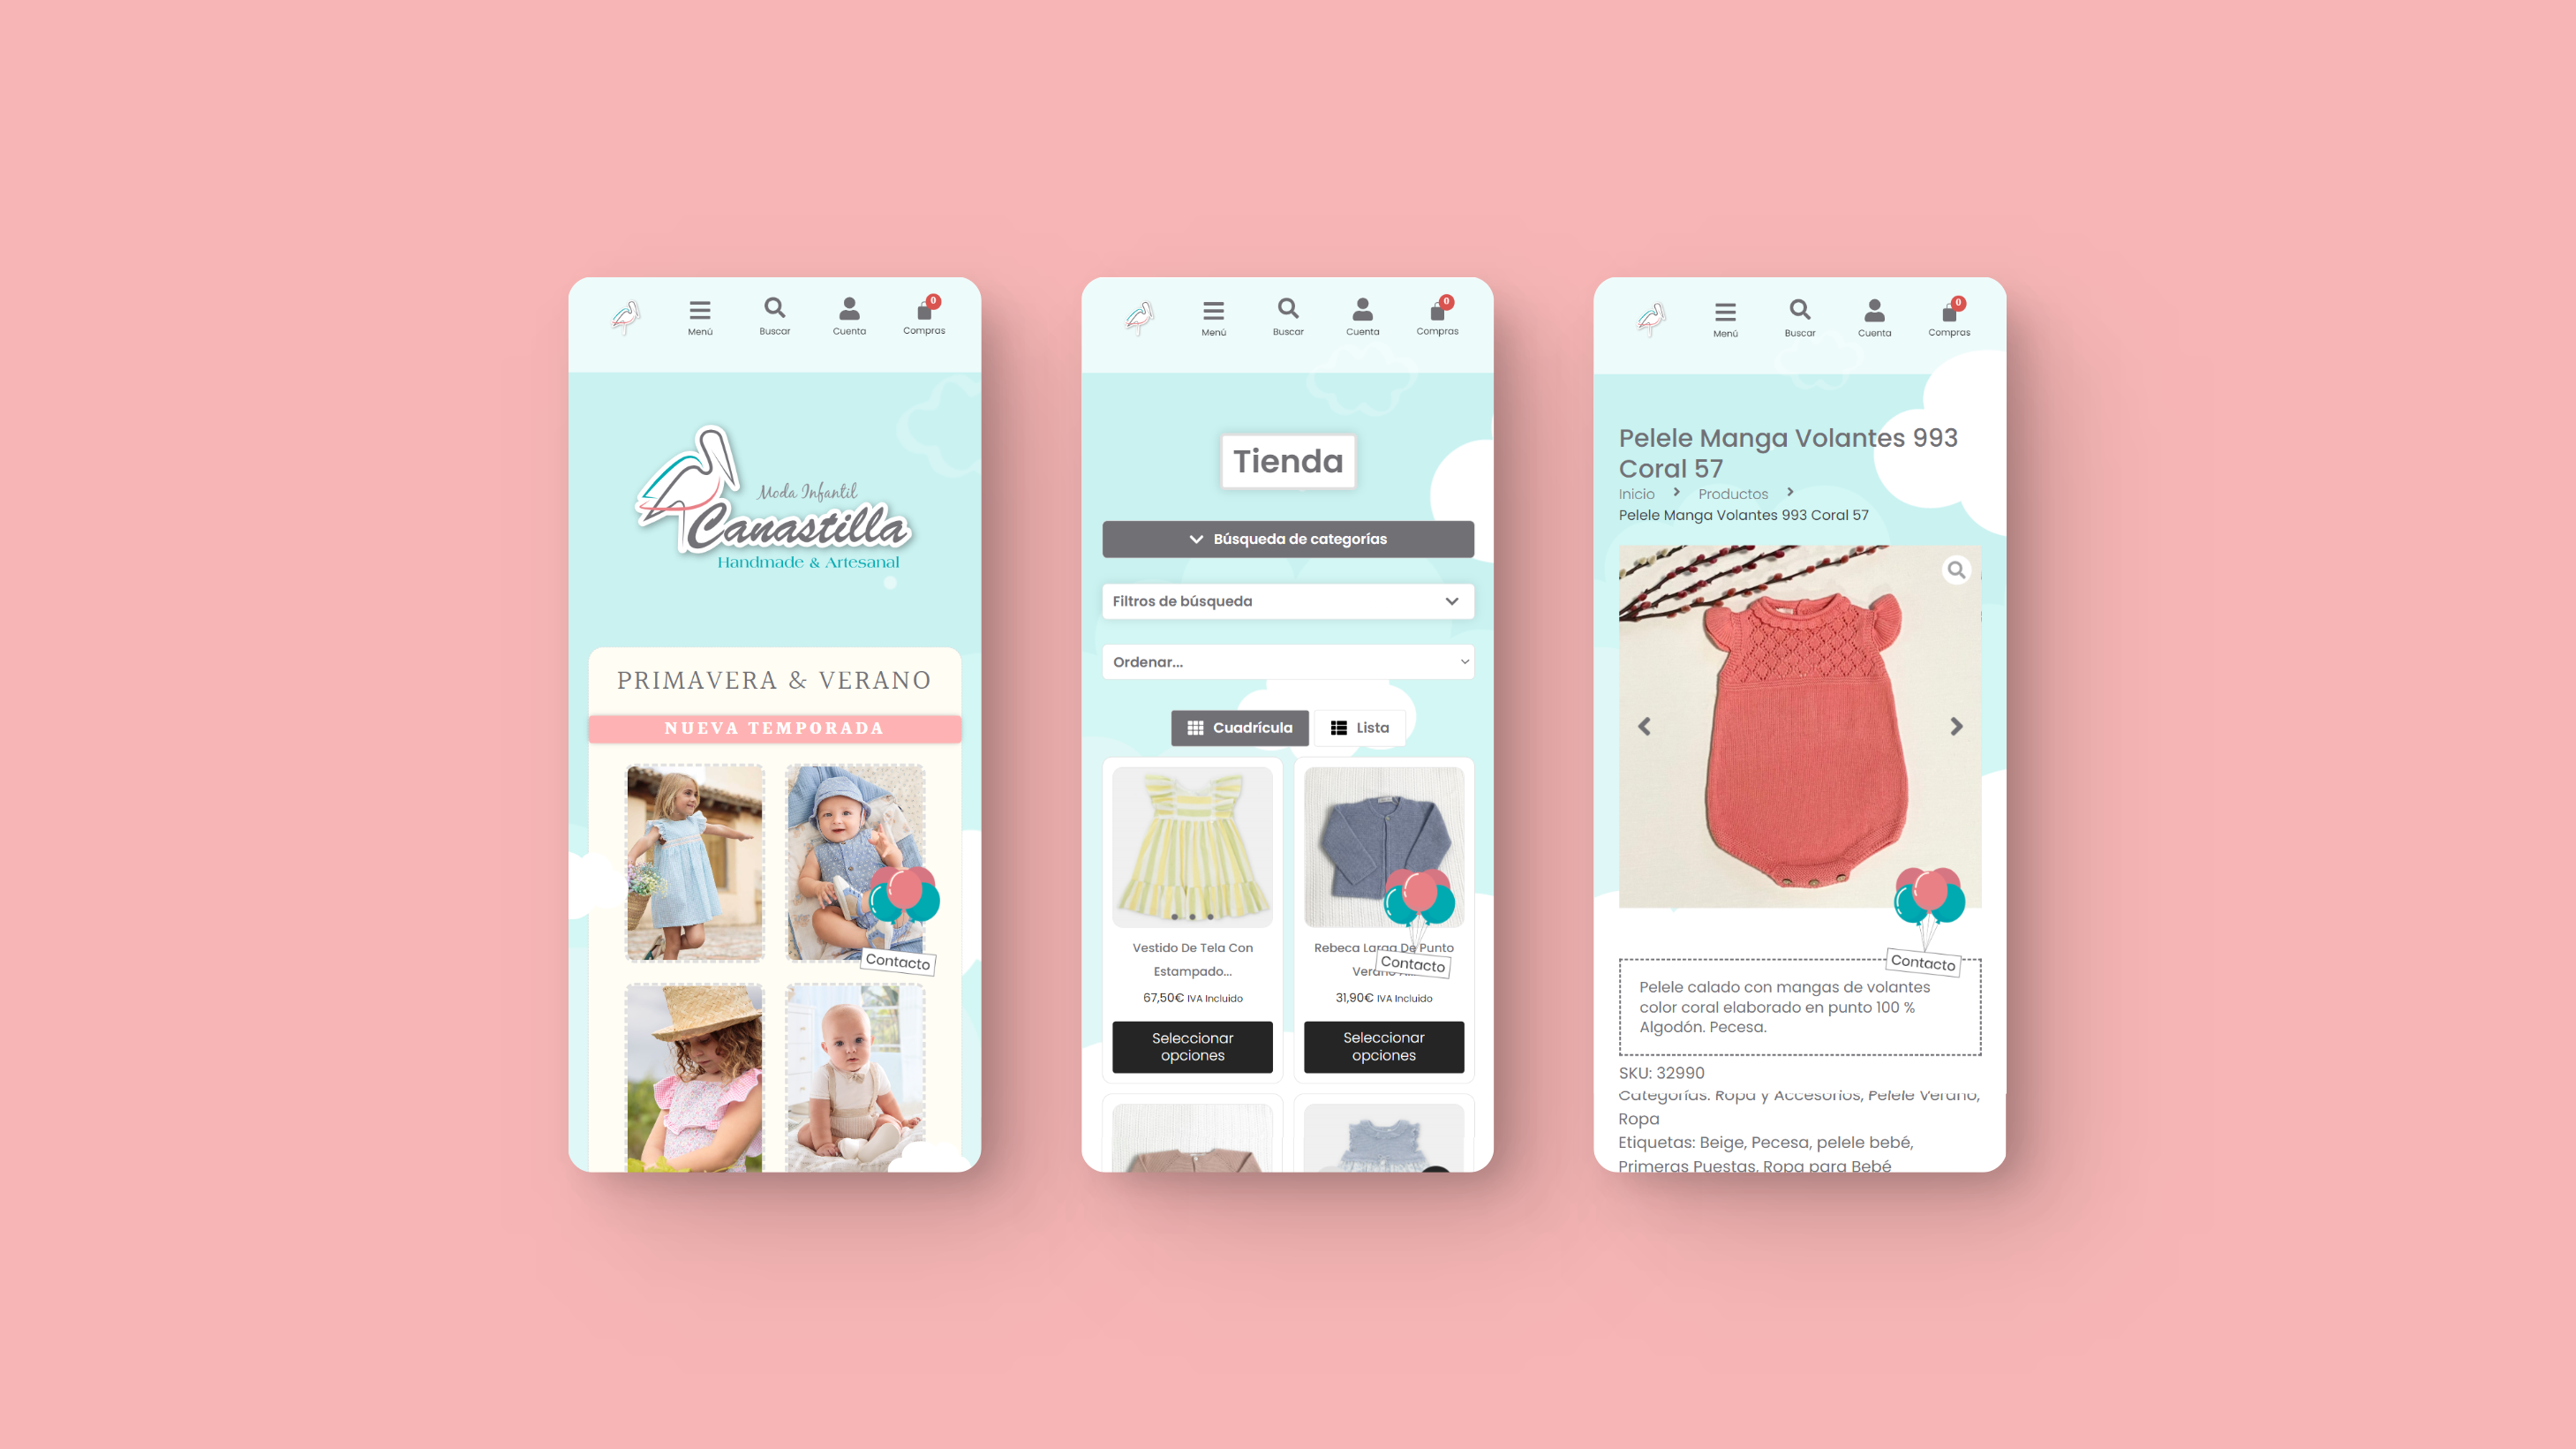 Menú
Buscar
Cuenta
0
Compras
Moda Infantil
Canastilla
Handmade & Artesanal
PRIMAVERA & VERANO
NUEVA TEMPORADA
Contacto
Menú
Buscar
Cuenta
0
Compras
Tienda
Búsqueda de categorías
Filtros de búsqueda
Ordenar...
Cuadrícula
Lista
Vestido De Tela Con
Estampado...
67,50€ IVA Incluido
Seleccionar
opciones
Rebeca Larga De Punto
Contacto
31,90€ IVA Incluido
Seleccionar
opciones
Menú
Buscar
Cuenta
0
Compras
Pelele Manga Volantes 993
Coral 57
Inicio > Productos >
Pelele Manga Volantes 993 Coral 57
Contacto
Pelele calado con mangas de volantes
color coral elaborado en punto 100 %
Algodón. Pecesa.
SKU: 32990
Categorías: Ropa y Accesorios, Pelele Verano,
Ropa
Etiquetas: Beige, Pecesa, pelele bebé,
Primeras Puestas, Ropa para Bebé